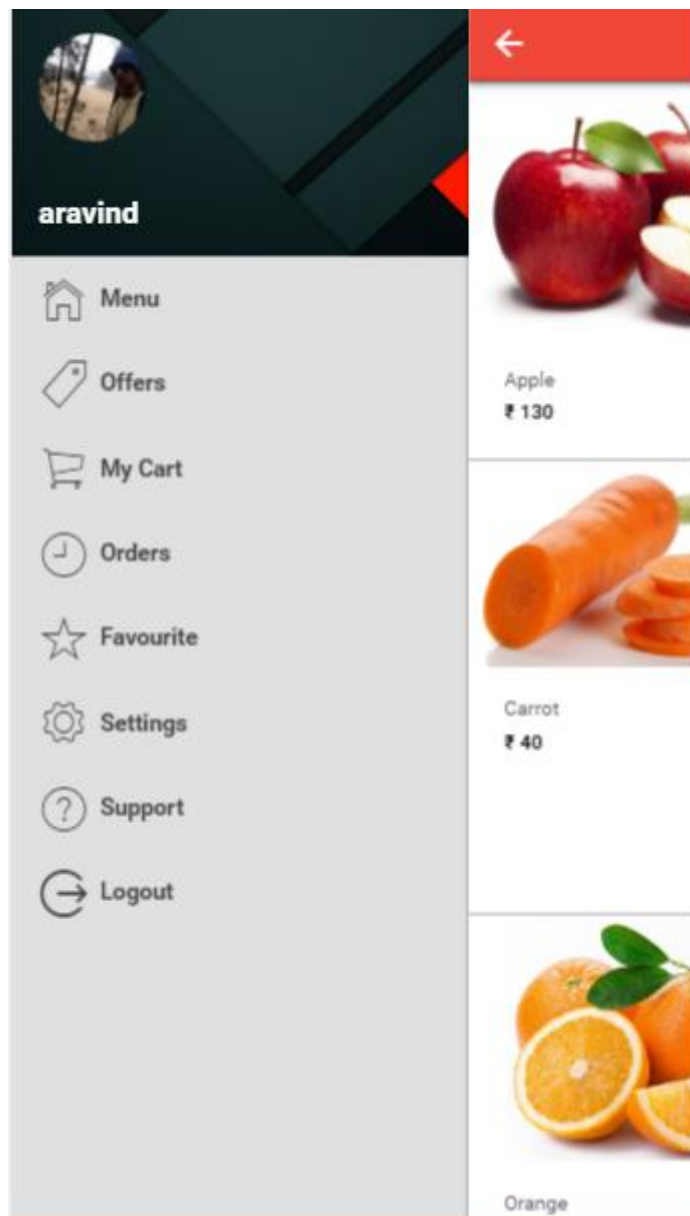 aravind
Menu
Offers
My Cart
Orders
Favourite
Settings
Support
Logout
Apple
₹ 130
Carrot
₹ 40
Orange